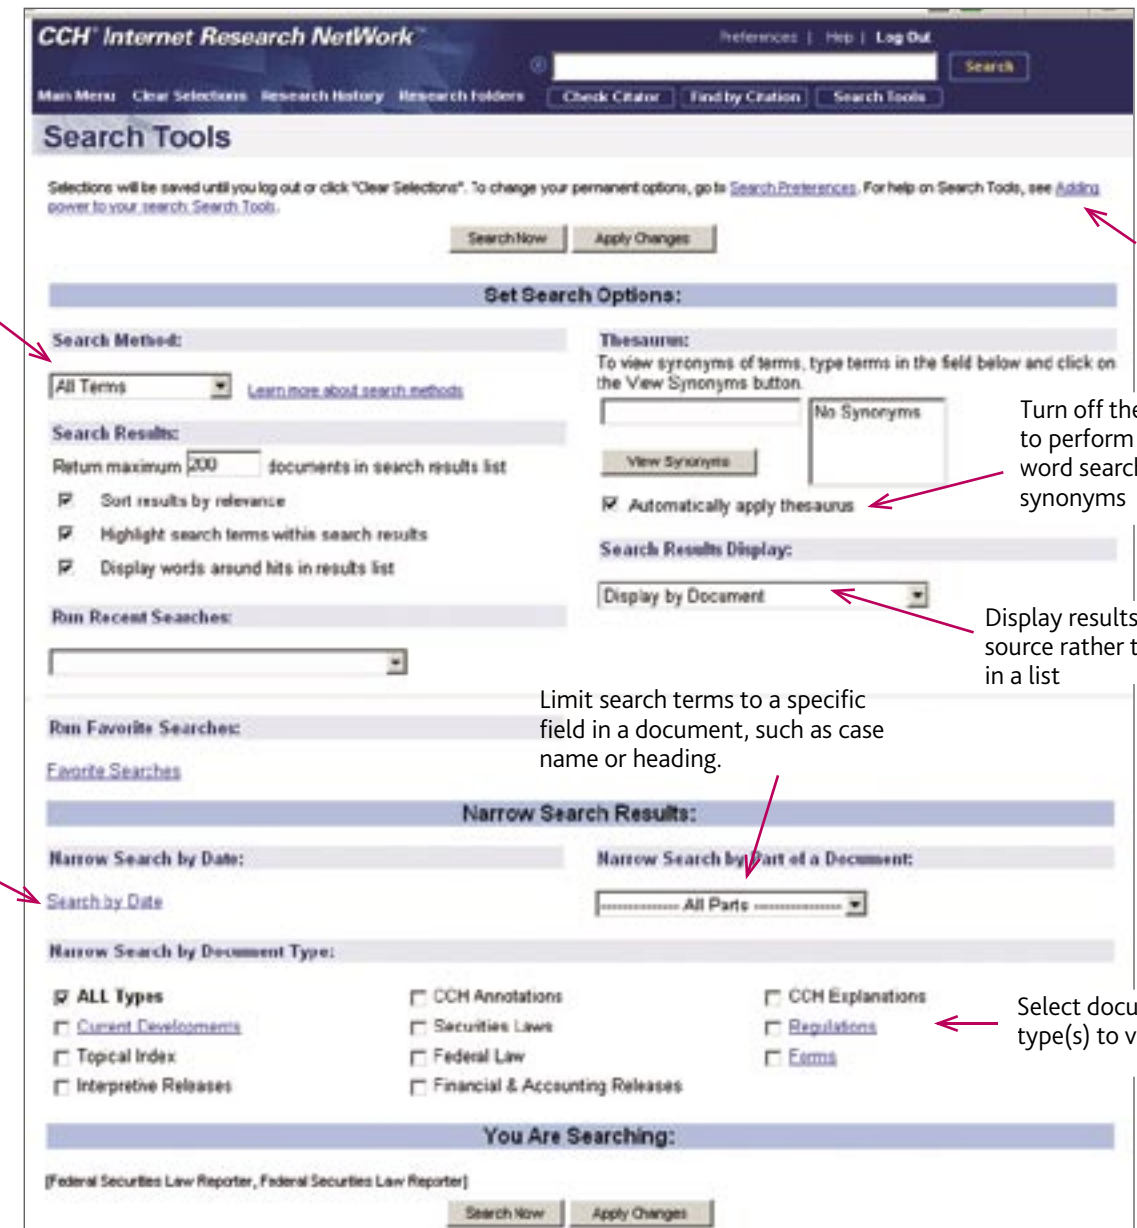 CCH® Internet Research NetWork™
Preferences | Help | Log Out
Search
Main Menu Clear Selections Research History Research Folders Check Citator Find by Citation Search Tools
Search Tools
Selections will be saved until you log out or click "Clear Selections". To change your permanent options, go to Search Preferences. For help on Search Tools, see Adding
power to your search: Search Tools.
Search Now Apply Changes
Set Search Options:
Search Method:
All Terms Learn more about search methods
Search Results:
Return maximum 200 documents in search results list
Sort results by relevance
Highlight search terms within search results
Display words around hits in results list
Run Recent Searches:
Thesaurus:
To view synonyms of terms, type terms in the field below and click on
the View Synonyms button.
No Synonyms
View Synonyms
Automatically apply thesaurus
Turn off the
to perform
word search
synonyms
Search Results Display:
Display by Document
Display results
source rather t
in a list
Limit search terms to a specific
field in a document, such as case
name or heading.
Run Favorite Searches:
Favorite Searches
Narrow Search Results:
Narrow Search by Date:
Search by Date
Narrow Search by Part of a Document:
--------------- All Parts -----------------
Narrow Search by Document Type:
ALL Types CCH Annotations CCH Explanations
Current Developments Securities Laws Regulations
Topical Index Federal Law Forms
Interpretive Releases Financial & Accounting Releases
Select docu
type(s) to v
You Are Searching:
[Federal Securities Law Reporter, Federal Securities Law Reporter]
Search Now Apply Changes